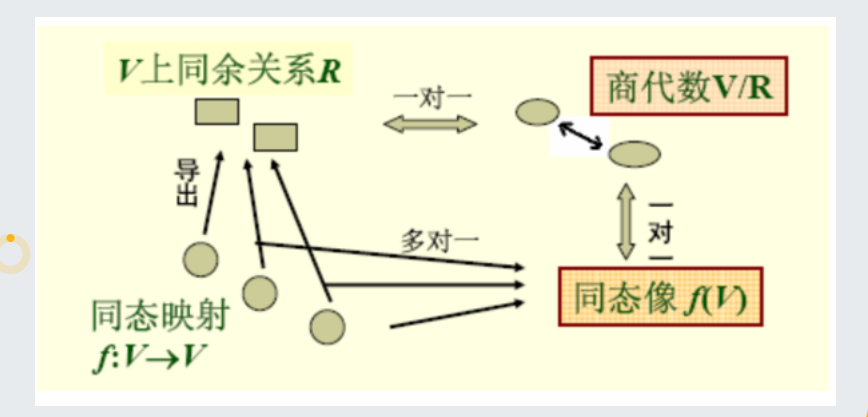 V上同余关系R
一对一
商代数V/R
导出
多对一
一对一
同态映射
f:V→V
同态像 f(V)